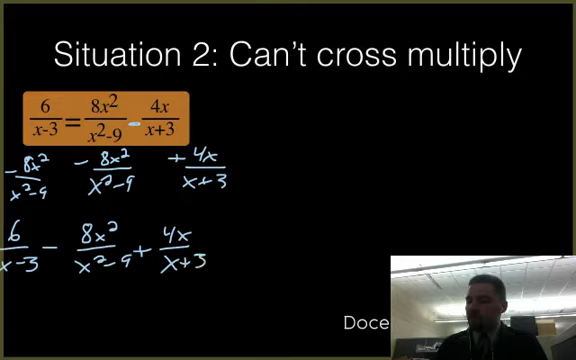 Situation 2: Can't cross multiply
6/(x-3) = 8x²/(x²-9) - 4x/(x+3)
- 8x²/(x²-9) - 8x²/(x²-9) + 4x/(x+3)
6/(x-3) - 8x²/(x²-9) + 4x/(x+3)
Doce